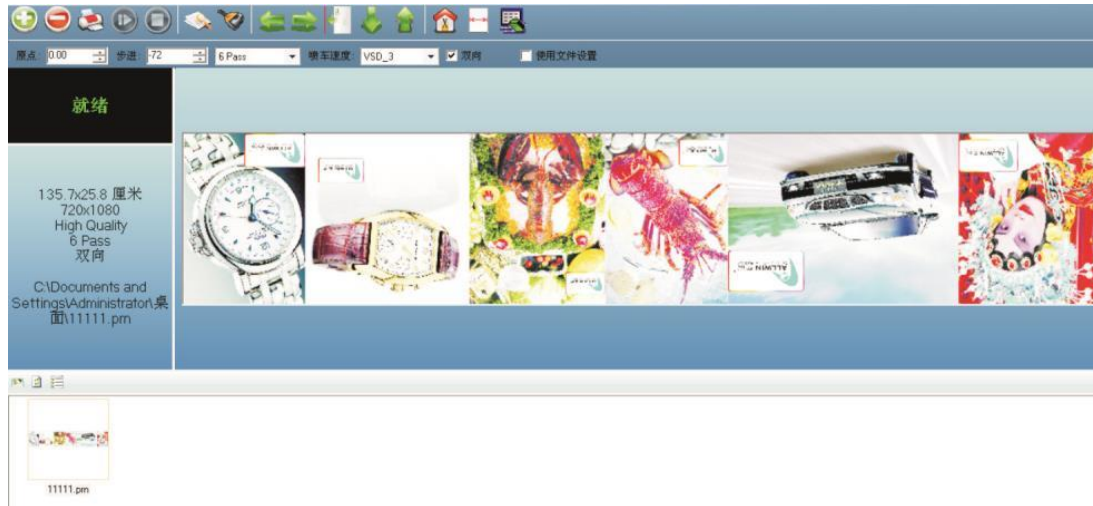 原点: 0.00 步进: -72 6 Pass 喷车速度: VSD_3 双向 使用文件设置
就绪
135.7x25.8 厘米
720x1080
High Quality
6 Pass
双向
C:\Documents and
Settings\Administrator\桌
面\11111.prn
ALLWIN
11111.prn